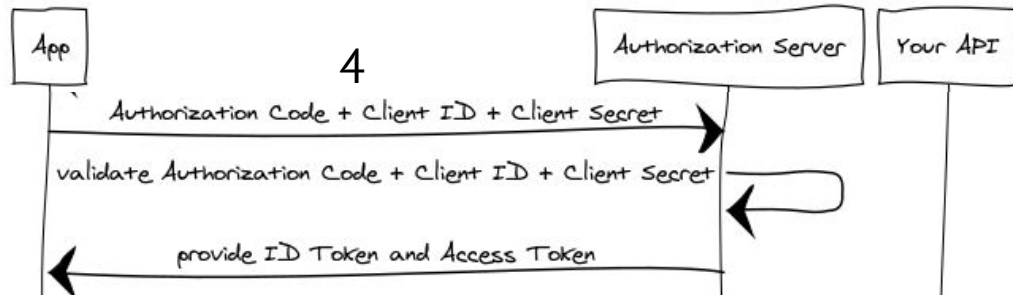 App
Authorization Server
Your API
4
Authorization Code + Client ID + Client Secret
validate Authorization Code + Client ID + Client Secret
provide ID Token and Access Token